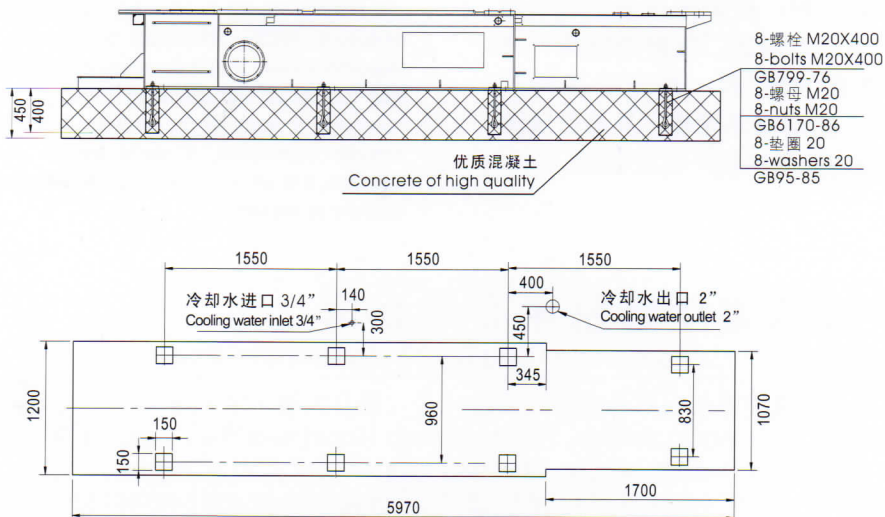 8-螺栓 M20X400
8-bolts M20X400
GB799-76
8-螺母 M20
8-nuts M20
GB6170-86
8-垫圈 20
8-washers 20
GB95-85
450
400
优质混凝土
Concrete of high quality
1550
1550
1550
400
冷却水进口 3/4"
Cooling water inlet 3/4"
140
300
冷却水出口 2"
Cooling water outlet 2"
450
345
1200
150
150
960
830
1070
1700
5970